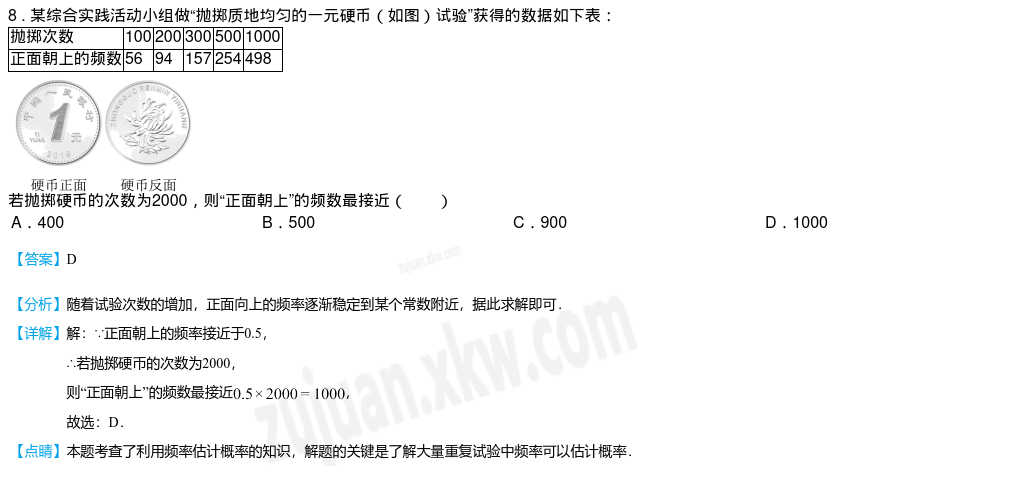 8．某综合实践活动小组做“抛掷质地均匀的一元硬币（如图）试验”获得的数据如下表：
抛掷次数 100 200 300 500 1000
正面朝上的频数 56 94 157 254 498
中国人民银行 ZHONGGUO RENMIN YINHANG
1
YI YUAN 元
2019
硬币正面 硬币反面
若抛掷硬币的次数为2000，则“正面朝上”的频数最接近（ ）
A．400 B．500 C．900 D．1000
【答案】D
zujuan.xkw.com
【分析】随着试验次数的增加，正面向上的频率逐渐稳定到某个常数附近，据此求解即可．
【详解】解：∵正面朝上的频率接近于0.5，
∴若抛掷硬币的次数为2000，
则“正面朝上”的频数最接近0.5×2000=1000，
故选：D．
zujuan.xkw.com
【点睛】本题考查了利用频率估计概率的知识，解题的关键是了解大量重复试验中频率可以估计概率．